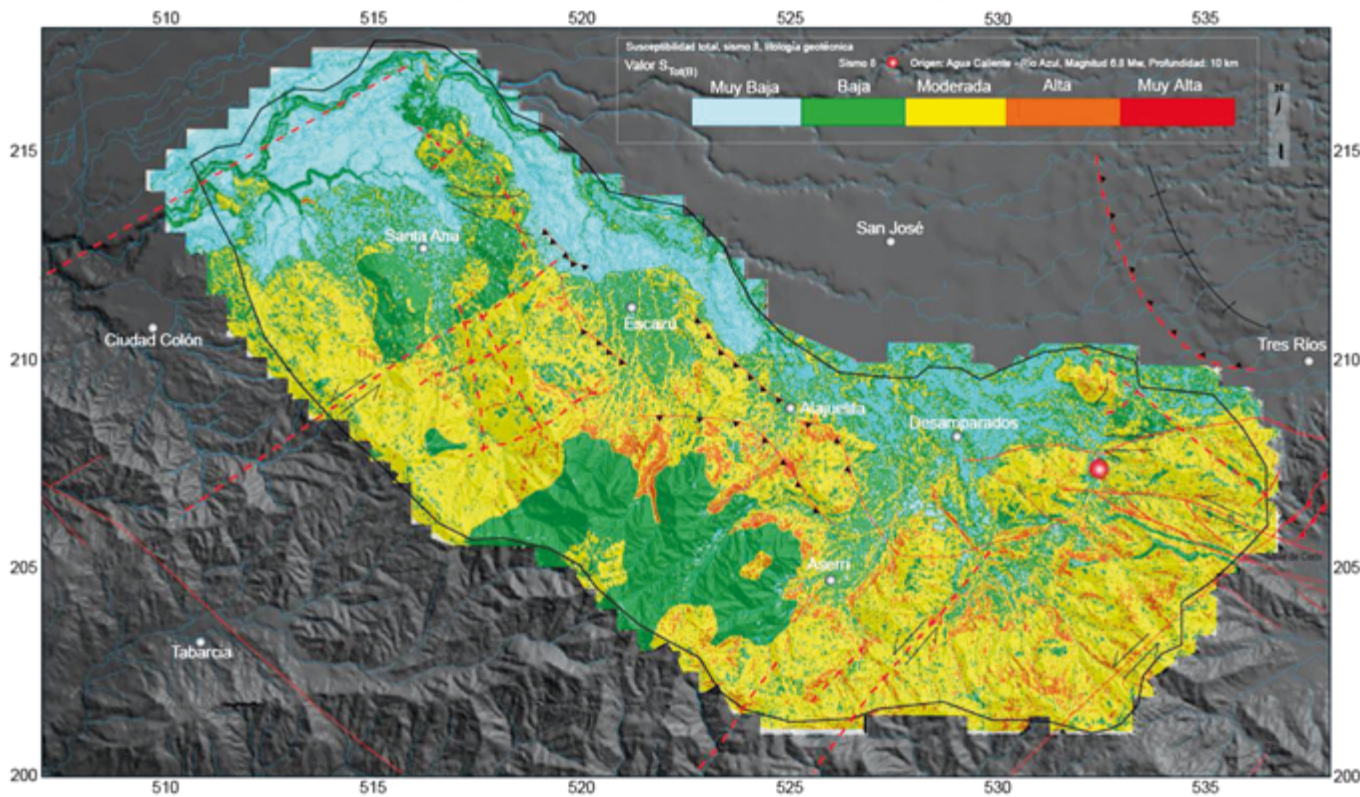 510 515 520 525 530 535
Susceptibilidad total, sismo 8, litología geotécnica
Valor S Tot(8) Sismo 8 Origen: Agua Caliente - Río Azul, Magnitud 6.8 Mw, Profundidad: 10 km
Muy Baja Baja Moderada Alta Muy Alta
215 215
San José
Santa Ana
Escazú
Ciudad Colón
Tres Ríos
210 210
Alajuelita
Desamparados
205 205
Aserrí
Tabarcia
200 200
510 515 520 525 530 535